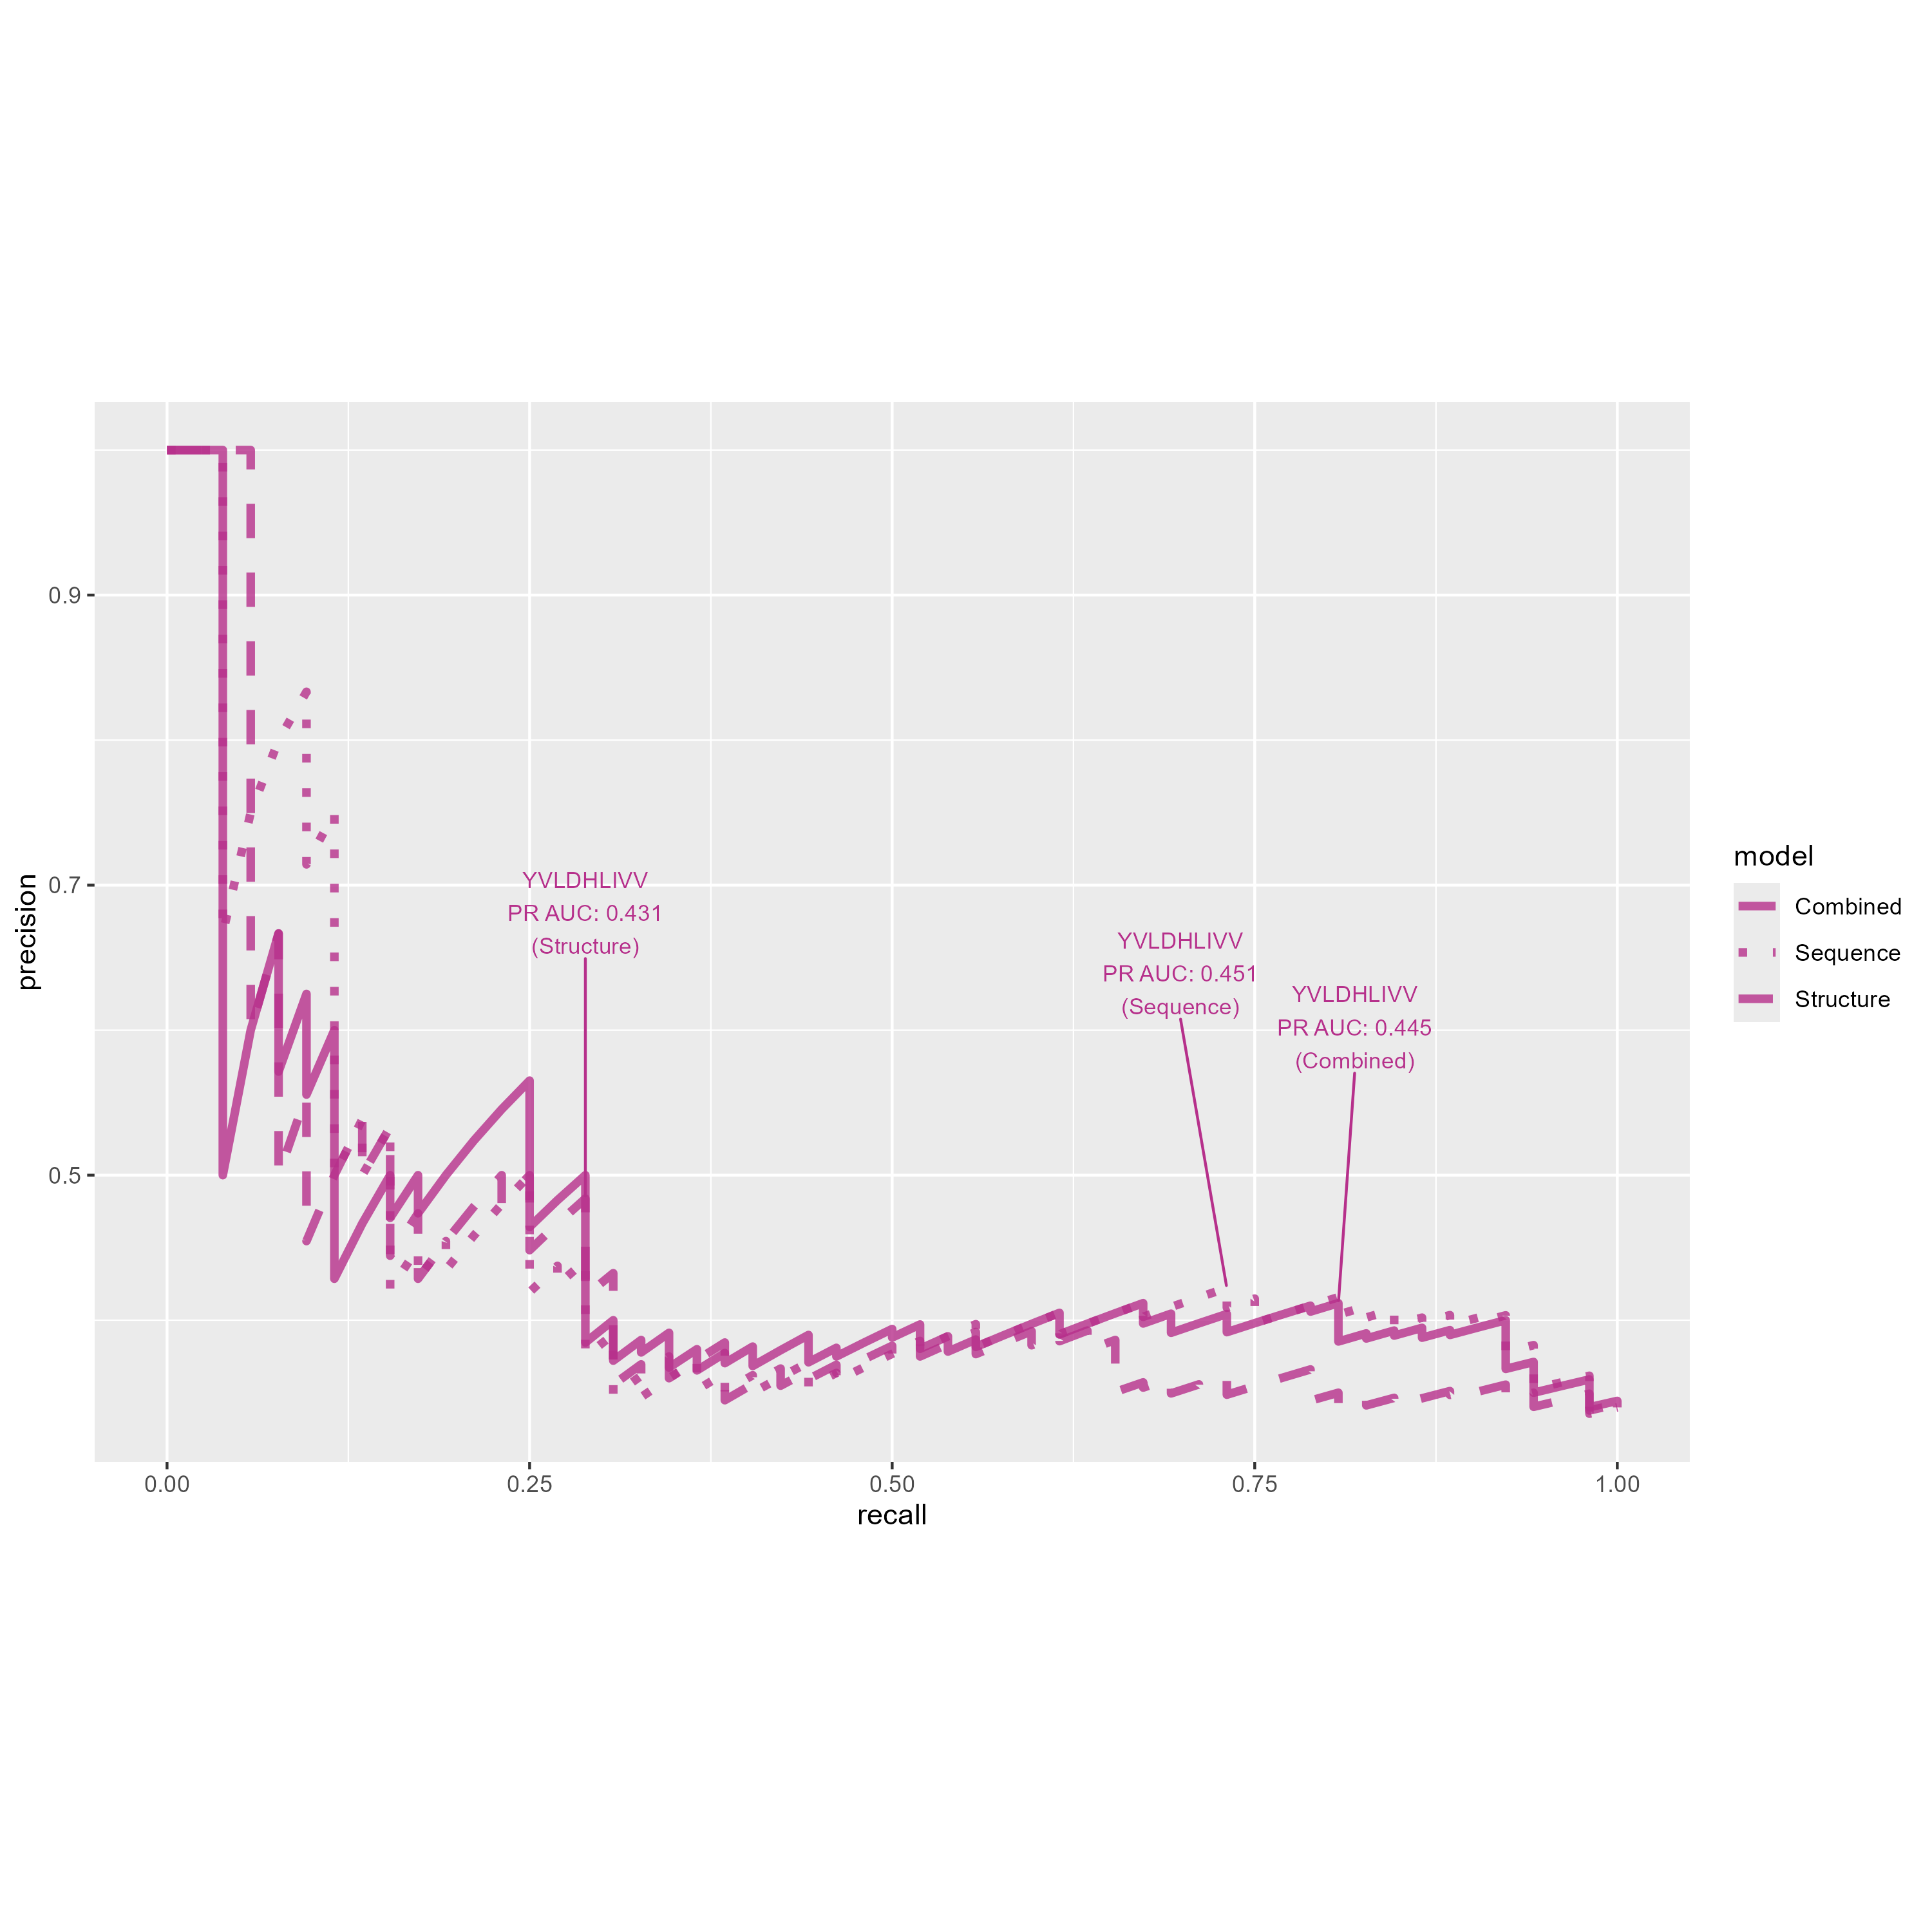 YVLDHLIVV
PR AUC: 0.431
(Structure)
YVLDHLIVV
PR AUC: 0.451
(Sequence)
YVLDHLIVV
PR AUC: 0.445
(Combined)
precision
0.9
0.7
0.5
0.00
0.25
0.50
0.75
1.00
recall
model
Combined
Sequence
Structure